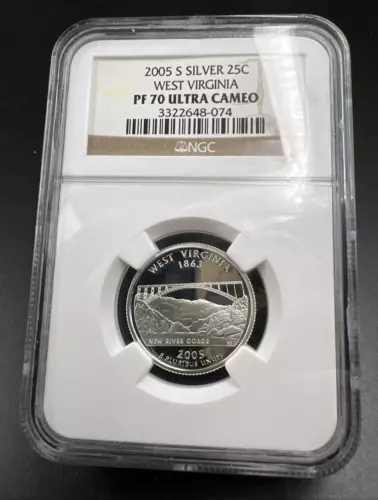 2005 S SILVER 25C
WEST VIRGINIA
PF 70 ULTRA CAMEO
3322648-074
NGC
WEST VIRGINIA
1863
NEW RIVER GORGE
2005
E PLURIBUS UNUM